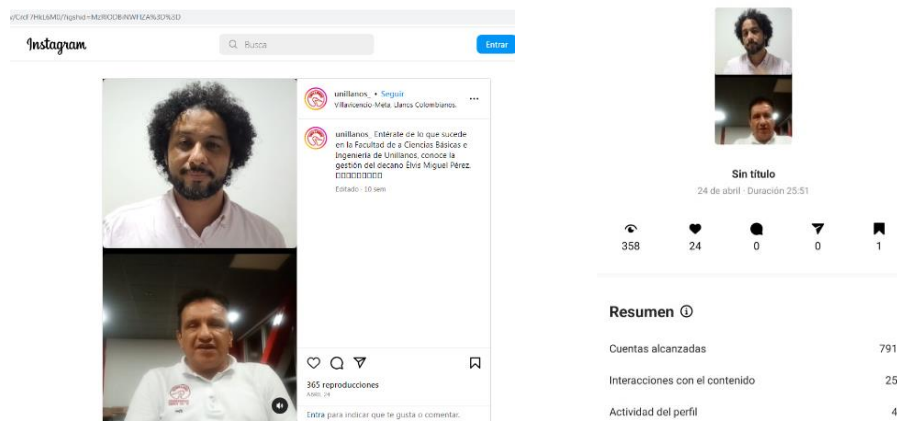 Instagram
Busca
Entrar
unillanos_ • Seguir
Villavicencio-Meta, Llanos Colombianos.
unillanos_ Entérate de lo que sucede
en la Facultad de a Ciencias Básicas e
Ingeniería de Unillanos, conoce la
gestión del decano Élvis Miguel Pérez.
Editado · 10 sem
365 reproducciones
ABRIL 24
Entra para indicar que te gusta o comentar.
Sin título
24 de abril · Duración 25:51
358 24 0 0 1
Resumen
Cuentas alcanzadas 791
Interacciones con el contenido 25
Actividad del perfil 4